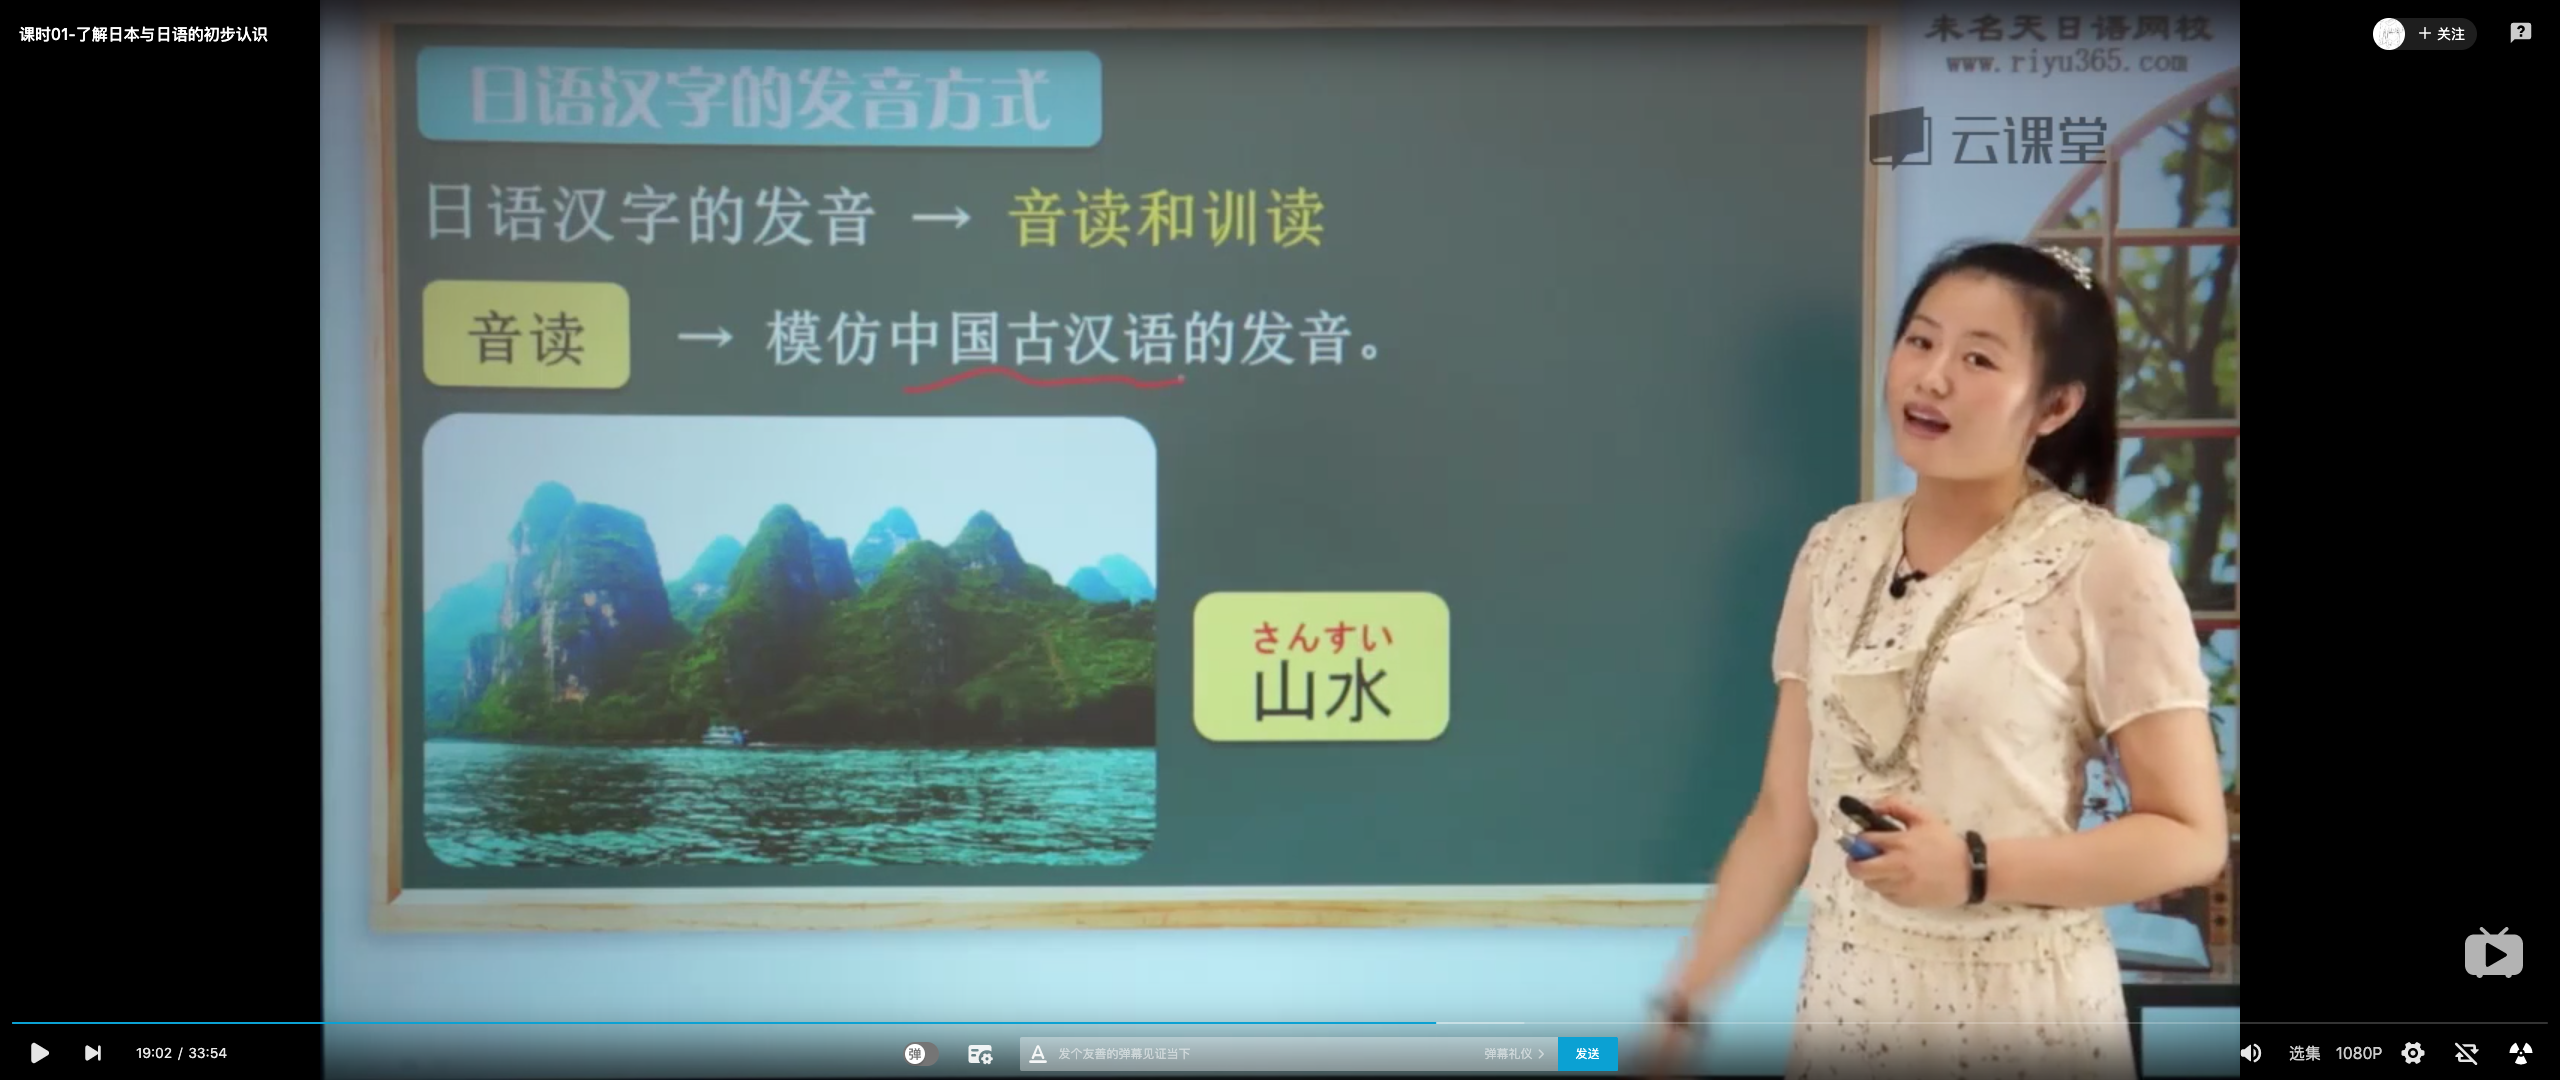 课时01-了解日本与日语的初步认识
+ 关注
未名天日语网校
www.riyu365.com
云课堂
日语汉字的发音方式
日语汉字的发音 → 音读和训读
音读 → 模仿中国古汉语的发音。
さんすい
山水
19:02 / 33:54
弹
A 发个友善的弹幕见证当下
弹幕礼仪 >
发送
选集
1080P